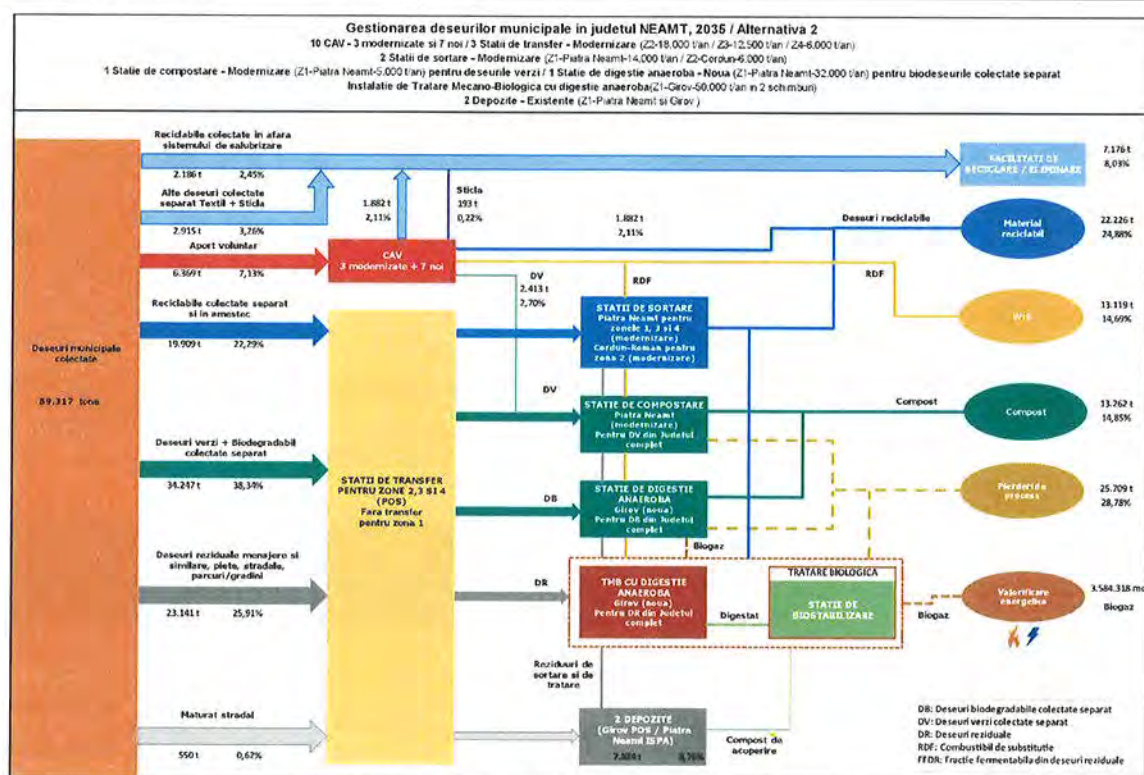 Gestionarea deseurilor municipale in judetul NEAMT, 2035 / Alternativa 2
10 CAV - 3 modernizate si 7 noi / 3 Statii de transfer - Modernizare (Z2-18.000 t/an / Z3-12.500 t/an / Z4-6.000 t/an)
2 Statii de sortare - Modernizare (Z1-Piatra Neamt-14.000 t/an / Z2-Cordun-6.000 t/an)
1 Statie de compostare - Modernizare (Z1-Piatra Neamt-5.000 t/an) pentru deseurile verzi / 1 Statie de digestie anaeroba - Noua (Z1-Piatra Neamt-32.000 t/an) pentru biodeseurile colectate separat
Instalatie de Tratare Mecano-Biologica cu digestie anaeroba(Z1-Girov-50.000 t/an in 2 schimburi)
2 Depozite - Existente (Z1-Piatra Neamt si Girov )
Reciclabile colectate in afara
sistemului de salubrizare
2.186 t 2,45%
Alte deseuri colectate
separat Textil + Sticla
2.915 t 3,26%
Aport voluntar
6.369 t 7,13%
Reciclabile colectate separat
si in amestec
19.909 t 22,29%
Deseuri municipale
colectate
89.317 tone
Deseuri verzi + Biodegradabil
colectate separat
34.247 t 38,34%
Deseuri reziduale menajere si
similare, piete, stradale,
parcuri/gradini
23.141 t 25,91%
Maturat stradal
550 t 0,62%
1.882 t
2,11%
Sticla
193 t
0,22%
CAV
3 modernizate + 7 noi
DV
2.413 t
2,70%
STATII DE TRANSFER
PENTRU ZONE 2,3 SI 4
(POS)
Fara transfer
pentru zona 1
1.882 t
2,11%
RDF
Deseuri reciclabile
RDF
STATII DE SORTARE
Piatra Neamt pentru
zonele 1, 3 si 4
(modernizare)
Cordun-Roman pentru
zona 2 (modernizare)
DV
STATIE DE COMPOSTARE
Piatra Neamt
(modernizare)
Pentru DV din Judetul
complet
Compost
DB
STATIE DE DIGESTIE
ANAEROBA
Girov (noua)
Pentru DB din Judetul
complet
Biogaz
DR
TMB CU DIGESTIE
ANAEROBA
Girov (noua)
Pentru DR din Judetul
complet
Digestat
TRATARE BIOLOGICA
STATIE DE
BIOSTABILIZARE
Biogaz
Reziduuri de
sortare si de
tratare
2 DEPOZITE
(Girov POS / Piatra
Neamt ISPA)
Compost de
acoperire
FACILITATI DE
RECICLARE / ELIMINARE
7.176 t
8,03%
Material
reciclabil
22.226 t
24,88%
13.119 t
14,69%
Compost
13.262 t
14,85%
Pierderi de
process
25.709 t
28,78%
Valorificare
energetica
3.584.318 mc
Biogaz
DB: Deseuri biodegradabile colectate separat
DV: Deseuri verzi colectate separat
DR: Deseuri reziduale
RDF: Combustibil de substitutie
FFDR: Fractie fermentabila din deseuri reziduale